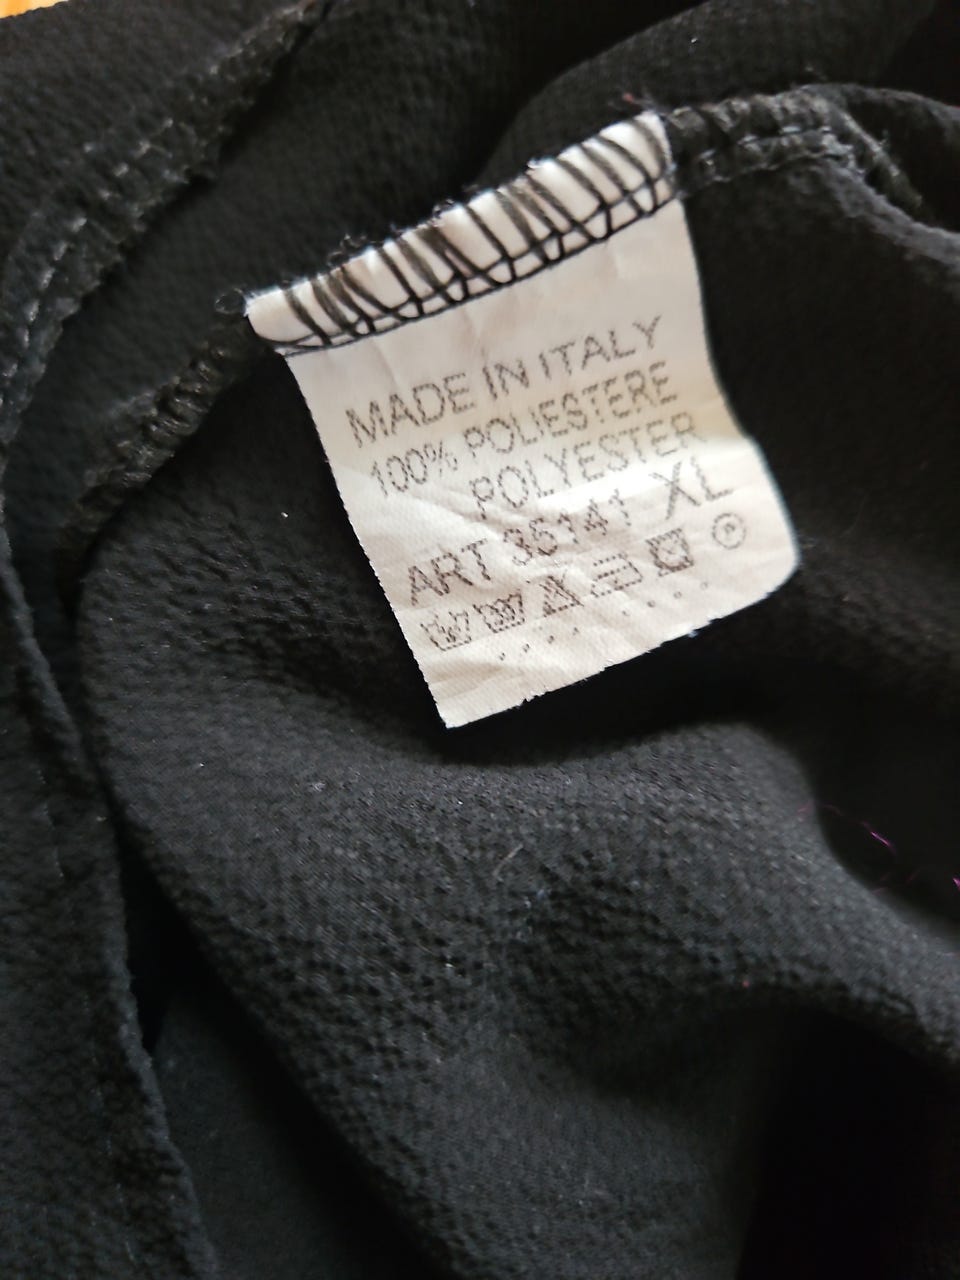 MADE IN ITALY
100% POLIESTERE
POLYESTER
ART 36141 XL
P